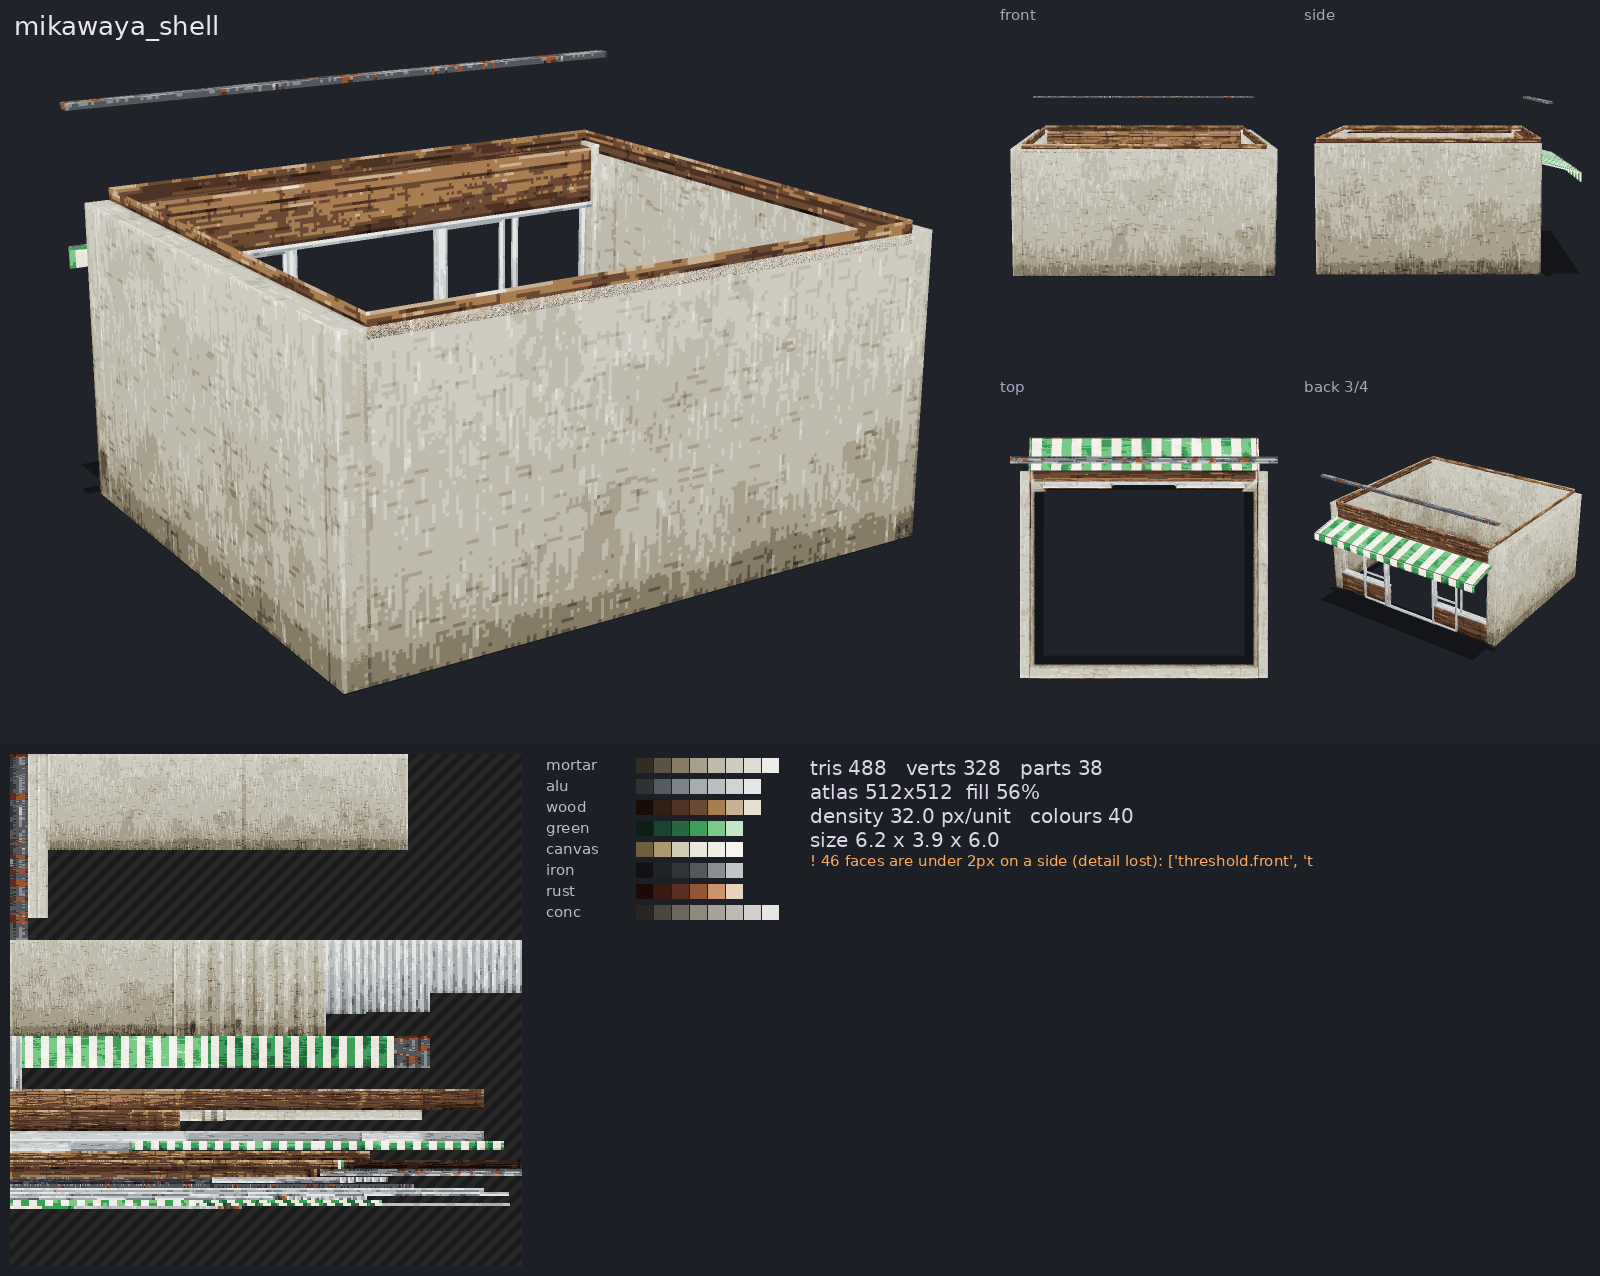 mikawaya_shell
front
side
top
back 3/4
mortar
alu
wood
green
canvas
iron
rust
conc
tris 488 verts 328 parts 38
atlas 512x512 fill 56%
density 32.0 px/unit colours 40
size 6.2 x 3.9 x 6.0
! 46 faces are under 2px on a side (detail lost): ['threshold.front', 't